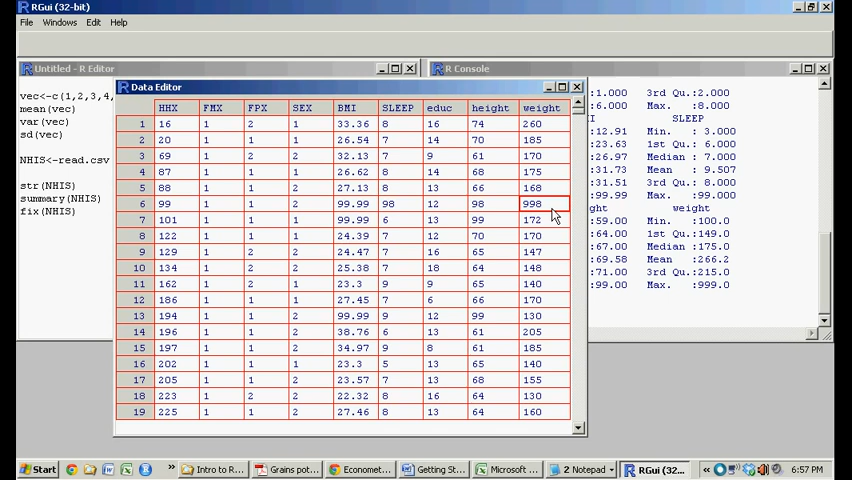 RGui (32-bit)
File Windows Edit Help
Untitled - R Editor
vec<-c(1,2,3,4,
mean(vec)
var(vec)
sd(vec)
NHIS<-read.csv
str(NHIS)
summary(NHIS)
fix(NHIS)
Data Editor
HHX FMX FPX SEX BMI SLEEP educ height weight
1 16 1 2 1 33.36 8 16 74 260
2 20 1 1 1 26.54 7 14 70 185
3 69 1 2 2 32.13 7 9 61 170
4 87 1 1 1 26.62 8 14 68 175
5 88 1 1 2 27.13 8 13 66 168
6 99 1 1 2 99.99 98 12 98 998
7 101 1 1 1 99.99 6 13 99 172
8 122 1 1 1 24.39 7 12 70 170
9 129 1 2 2 24.47 7 16 65 147
10 134 1 2 2 25.38 7 18 64 148
11 162 1 2 1 23.3 9 9 65 140
12 186 1 1 1 27.45 7 6 66 170
13 194 1 1 2 99.99 9 12 99 130
14 196 1 1 2 38.76 6 13 61 205
15 197 1 1 2 34.97 9 8 61 185
16 202 1 1 1 23.3 5 13 65 140
17 205 1 1 2 23.57 7 13 68 155
18 223 1 2 2 22.32 8 16 64 130
19 225 1 1 2 27.46 8 13 64 160
R Console
:1.000 3rd Qu.:2.000
:6.000 Max. :8.000
MI SLEEP
:12.91 Min. : 3.000
:23.63 1st Qu.: 6.000
:26.97 Median : 7.000
:31.73 Mean : 9.507
:31.51 3rd Qu.: 8.000
:99.99 Max. :99.000
ght weight
:59.00 Min. :100.0
:64.00 1st Qu.:149.0
:67.00 Median :175.0
:69.58 Mean :266.2
:71.00 3rd Qu.:215.0
:99.00 Max. :999.0
Start
Intro to R...
Grains pot...
Economet...
Getting St...
Microsoft ...
2 Notepad
RGui (32-...
6:57 PM